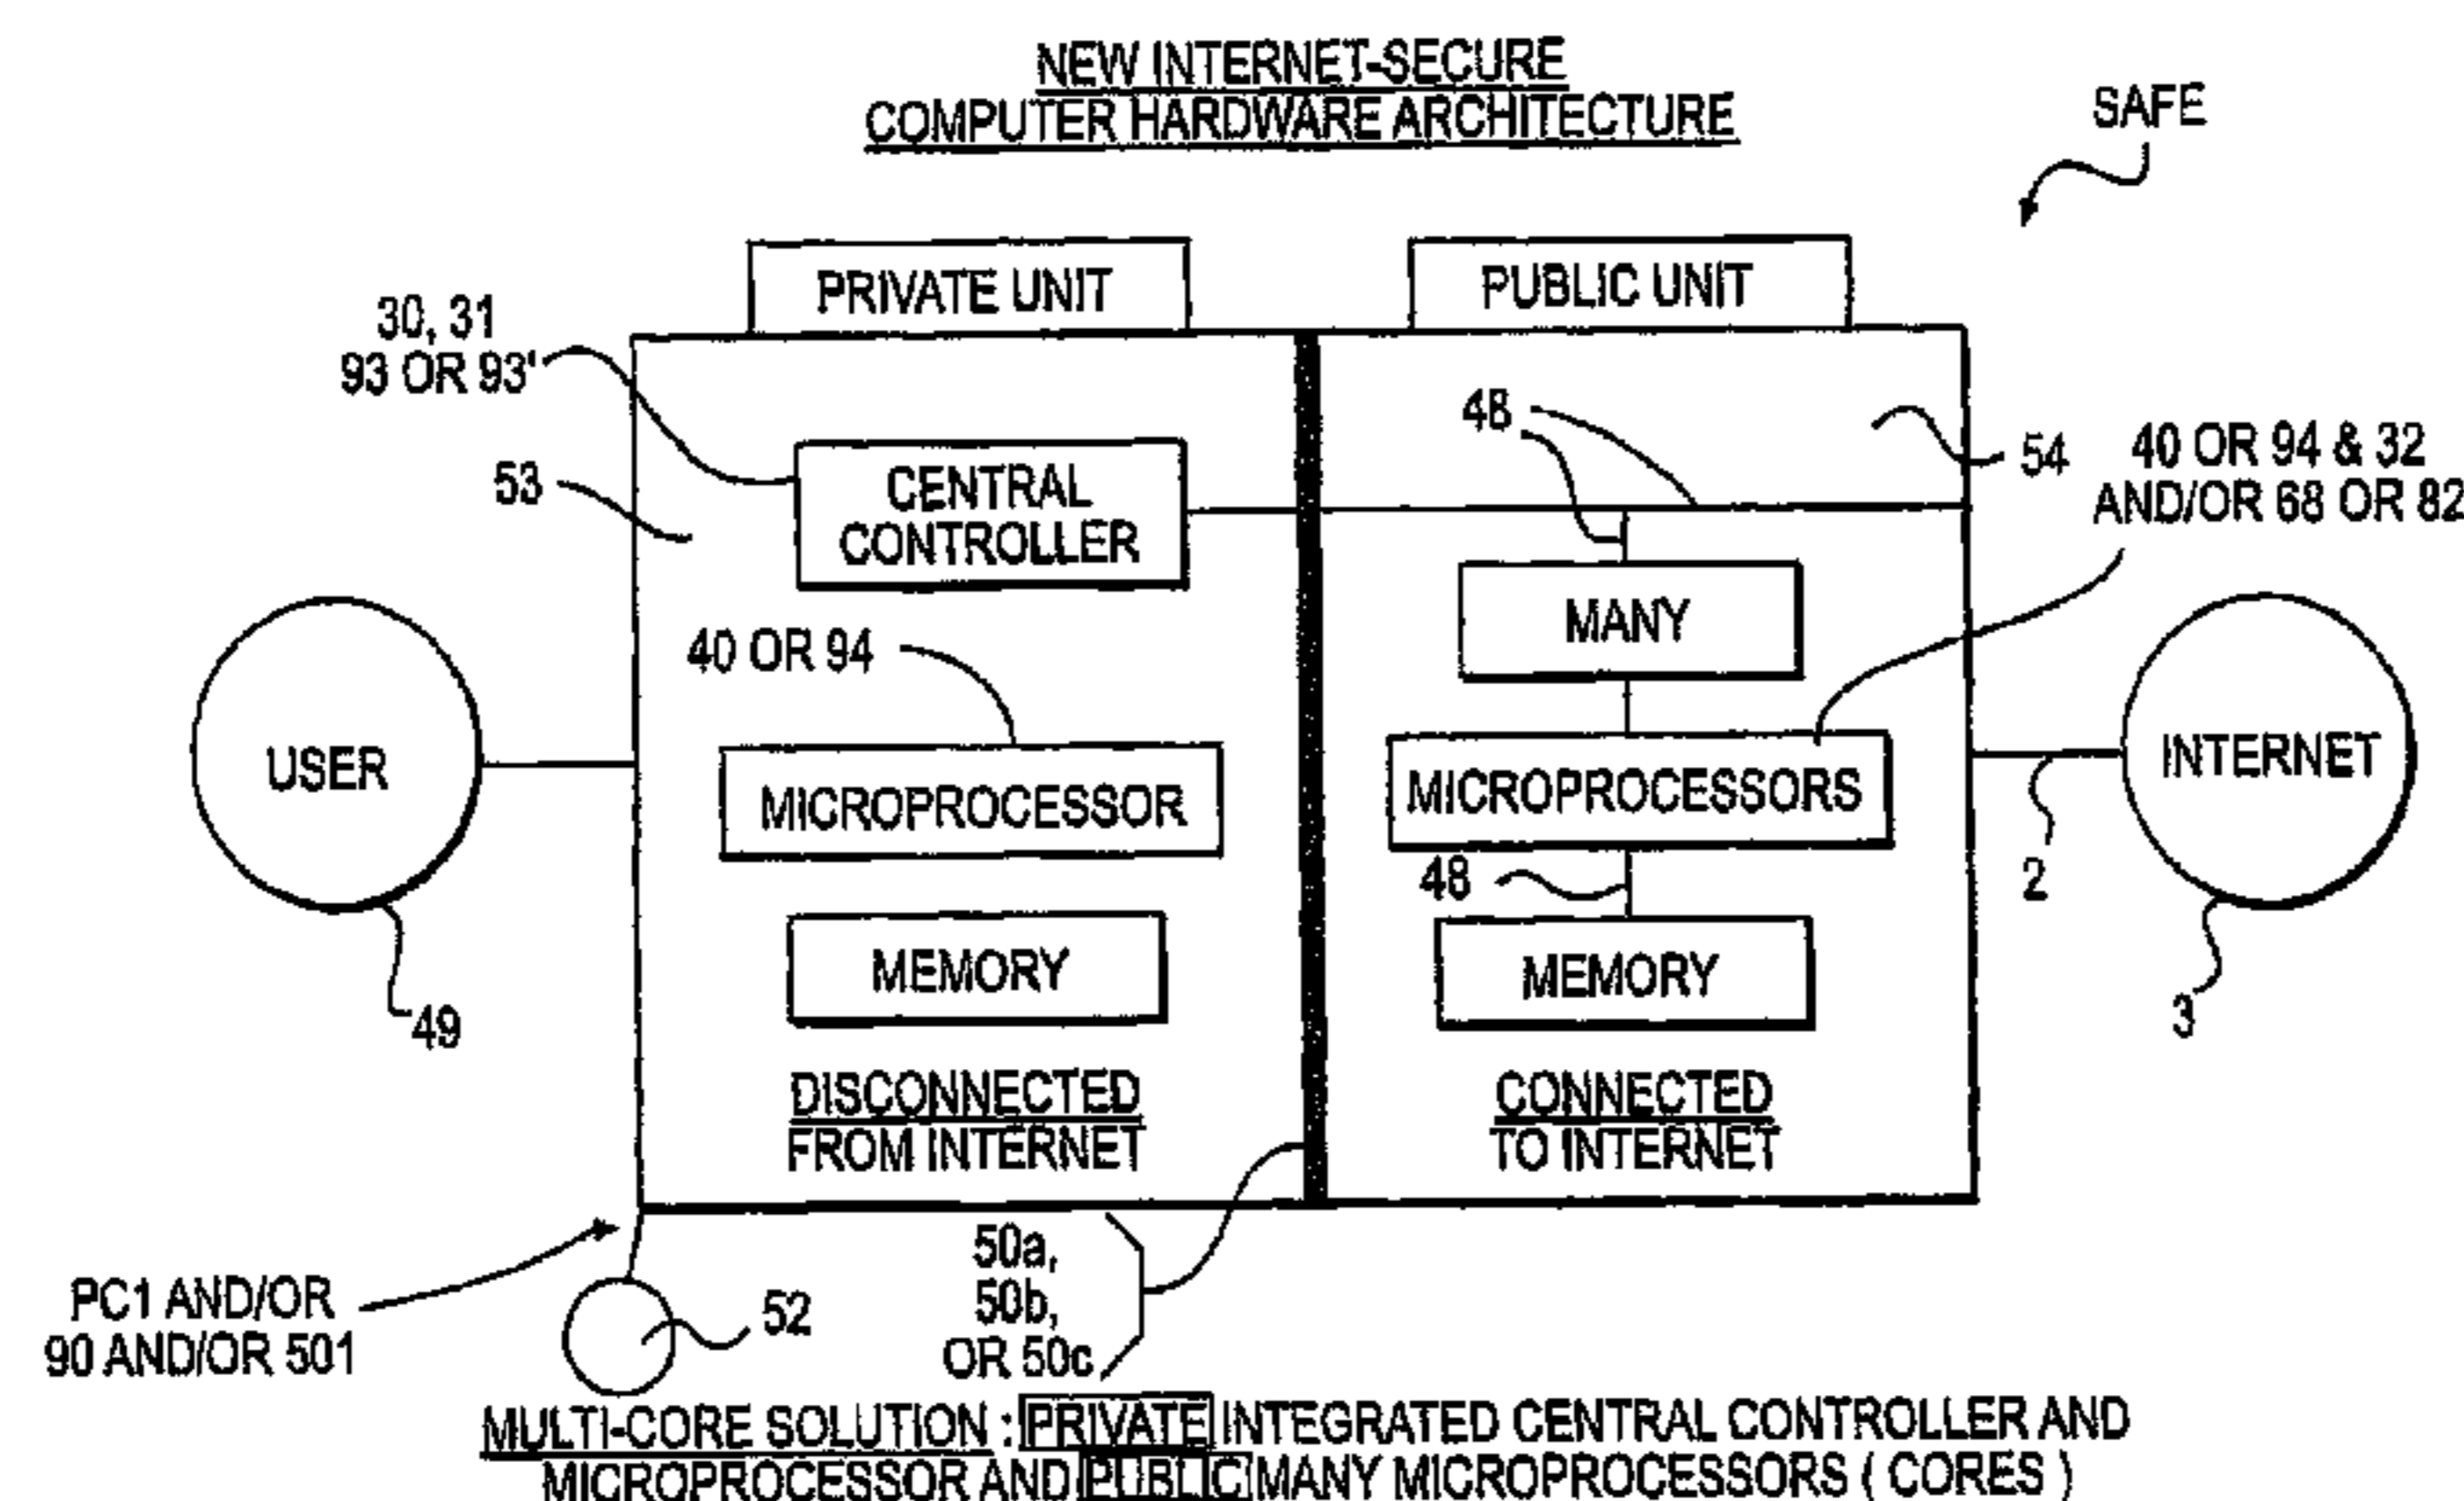 NEW INTERNET-SECURE
COMPUTER HARDWARE ARCHITECTURE
SAFE
PRIVATE UNIT
PUBLIC UNIT
30, 31
93 OR 93'
53
CENTRAL
CONTROLLER
48
54
40 OR 94 & 32
AND/OR 68 OR 82
MANY
40 OR 94
USER
MICROPROCESSOR
MICROPROCESSORS
INTERNET
48
2
MEMORY
MEMORY
49
3
DISCONNECTED
FROM INTERNET
CONNECTED
TO INTERNET
50a,
50b,
OR 50c
PC1 AND/OR
90 AND/OR 501
52
MULTI-CORE SOLUTION : PRIVATE INTEGRATED CENTRAL CONTROLLER AND
MICROPROCESSOR AND PUBLIC MANY MICROPROCESSORS ( CORES )